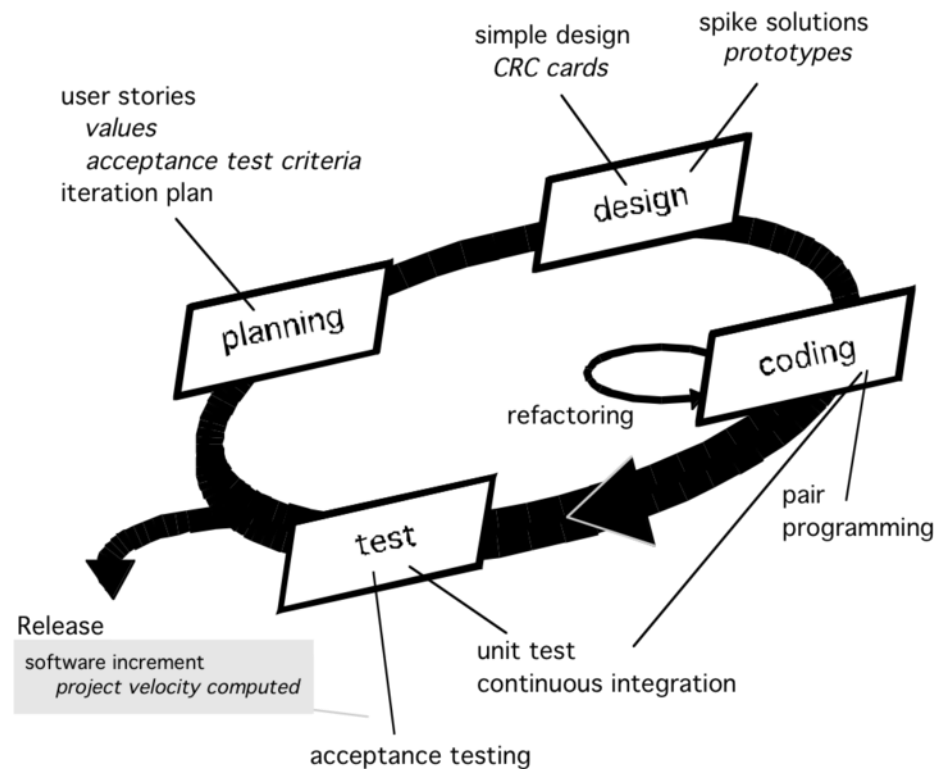 simple design
CRC cards
spike solutions
prototypes
user stories
values
acceptance test criteria
iteration plan
design
planning
coding
refactoring
test
pair
programming
Release
software increment
project velocity computed
unit test
continuous integration
acceptance testing